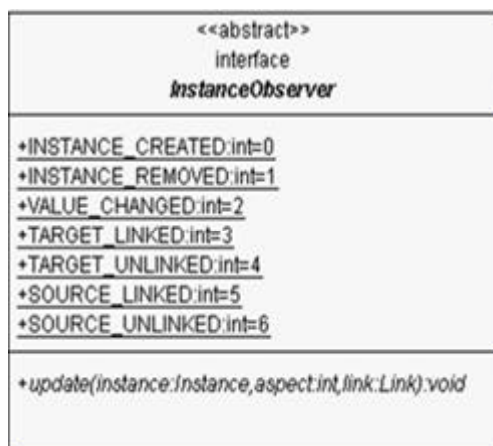 <<abstract>>
interface
InstanceObserver
+INSTANCE_CREATED:int=0
+INSTANCE_REMOVED:int=1
+VALUE_CHANGED:int=2
+TARGET_LINKED:int=3
+TARGET_UNLINKED:int=4
+SOURCE_LINKED:int=5
+SOURCE_UNLINKED:int=6
+update(instance:Instance,aspect:int,link:Link):void